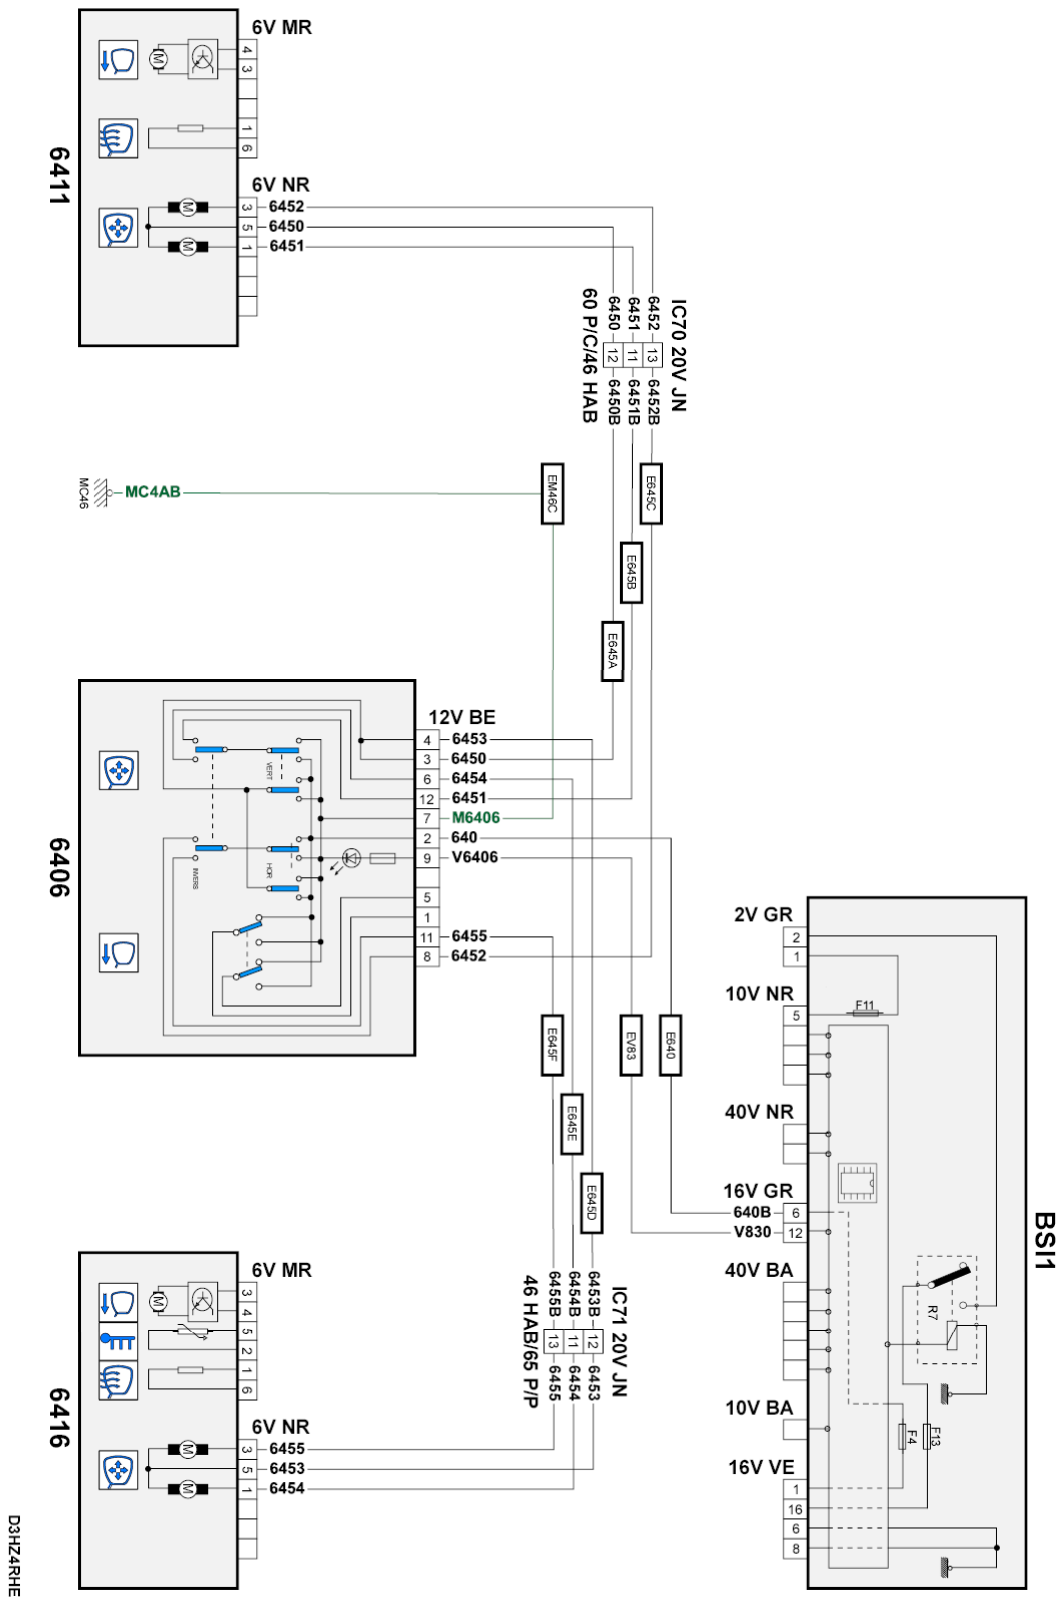 6V MR
4
3
1
6
M
6411
6V NR
3 6452
5 6450
1 6451
M
M
IC70 20V JN
60 P/C/46 HAB
6452 13 6452B
6451 11 6451B
6450 12 6450B
MC46
MC4AB
EM46C
E645C
E645B
E645A
12V BE
4 6453
3 6450
6 6454
12 6451
7 M6406
2 640
9 V6406
5
1
11 6455
8 6452
VERT
HOR
INVERS
6406
E645F
EV83
E640
E645E
E645D
IC71 20V JN
46 HAB/65 P/P
6453B 12 6453
6454B 11 6454
6455B 13 6455
6V MR
3
4
5
2
1
6
M
6416
6V NR
3 6455
5 6453
1 6454
M
M
BSI1
2V GR
2
1
10V NR
5
F11
40V NR
16V GR
640B 6
V830 12
40V BA
R7
10V BA
F4
F13
16V VE
1
16
6
8
D3HZ4RHE